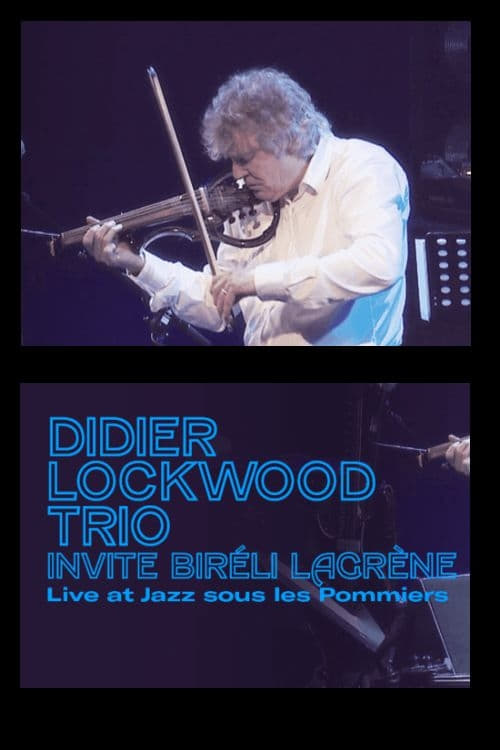 DIDIER
LOCKWOOD
TRIO
INVITE BIRÉLI LAGRÈNE
Live at Jazz sous les Pommiers